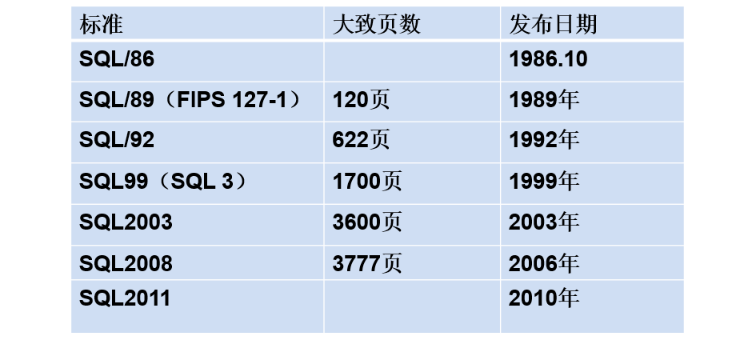 标准 大致页数 发布日期
SQL/86 1986.10
SQL/89（FIPS 127-1） 120页 1989年
SQL/92 622页 1992年
SQL99（SQL 3） 1700页 1999年
SQL2003 3600页 2003年
SQL2008 3777页 2006年
SQL2011 2010年